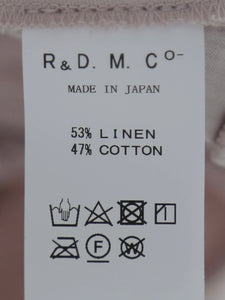 R & D. M. Co-
MADE IN JAPAN
53% LINEN
47% COTTON
F W